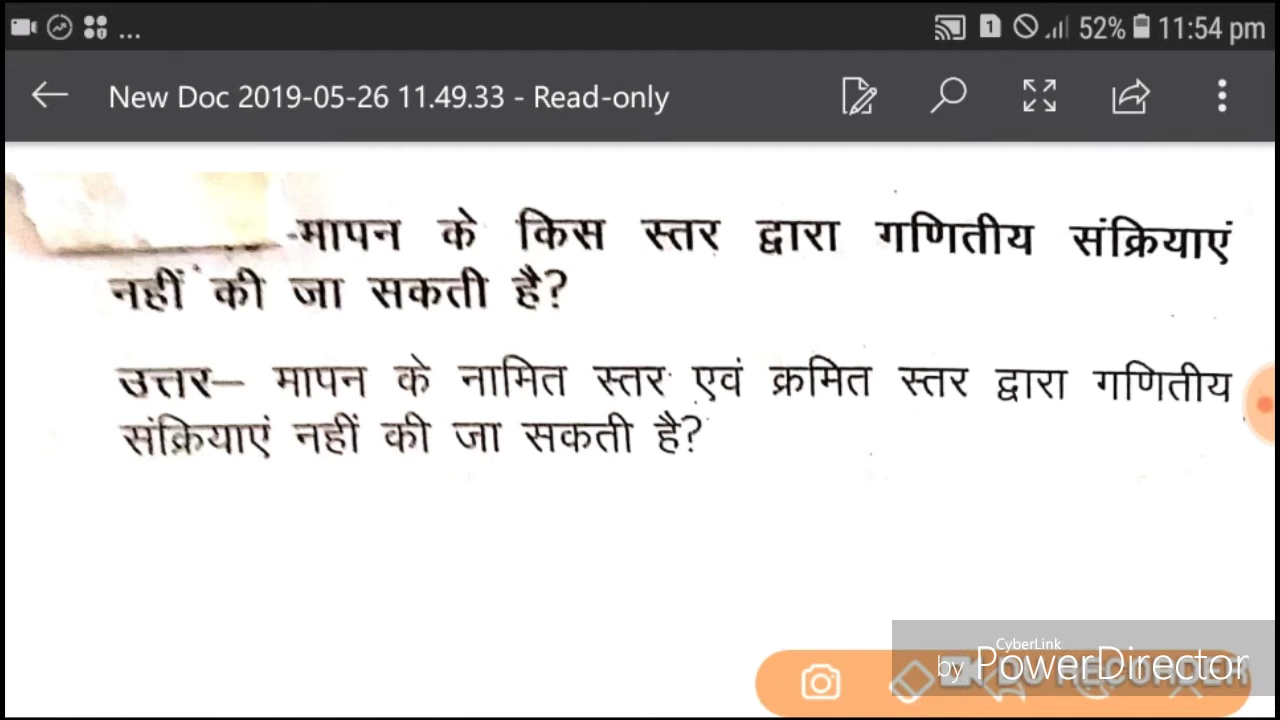 ... 52% 11:54 pm
New Doc 2019-05-26 11.49.33 - Read-only
-मापन के किस स्तर द्वारा गणितीय संक्रियाएं
नहीं की जा सकती है?
उत्तर– मापन के नामित स्तर एवं क्रमित स्तर द्वारा गणितीय
संक्रियाएं नहीं की जा सकती है?
CyberLink
by PowerDirector
RECORDER